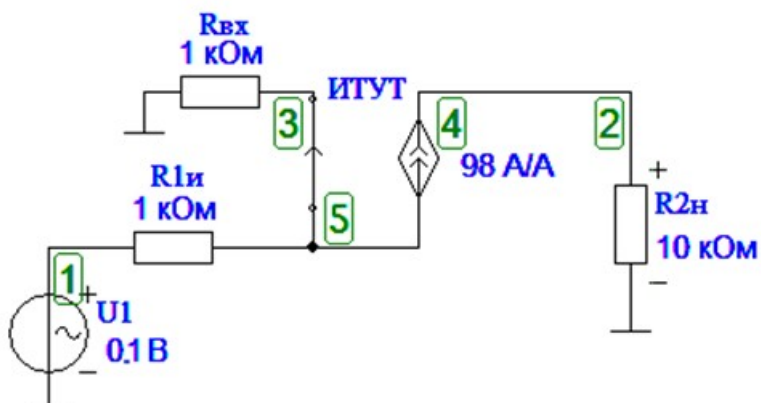 Rвх
1 кОм
ИТУТ
3
4
2
98 А/А
R1и
1 кОм
5
R2н
10 кОм
1
U1
0.1 В